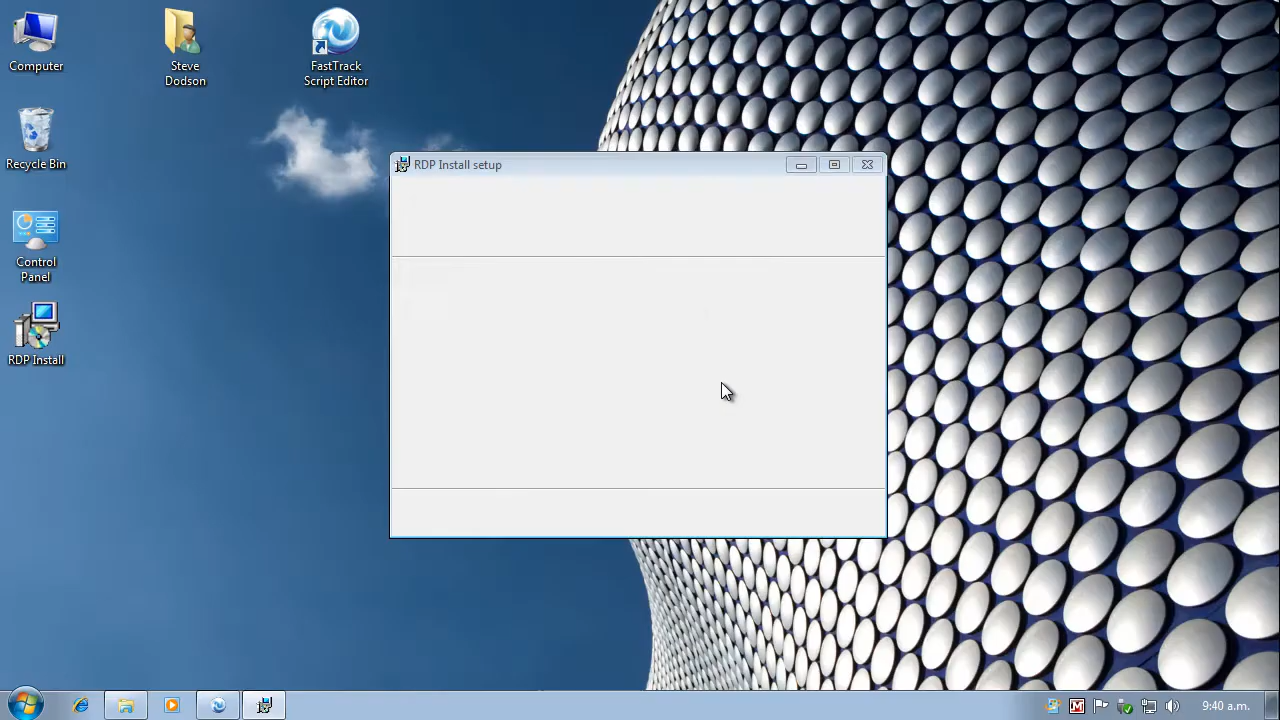 Computer
Steve
Dodson
FastTrack
Script Editor
Recycle Bin
RDP Install setup
Control
Panel
RDP Install
9:40 a.m.